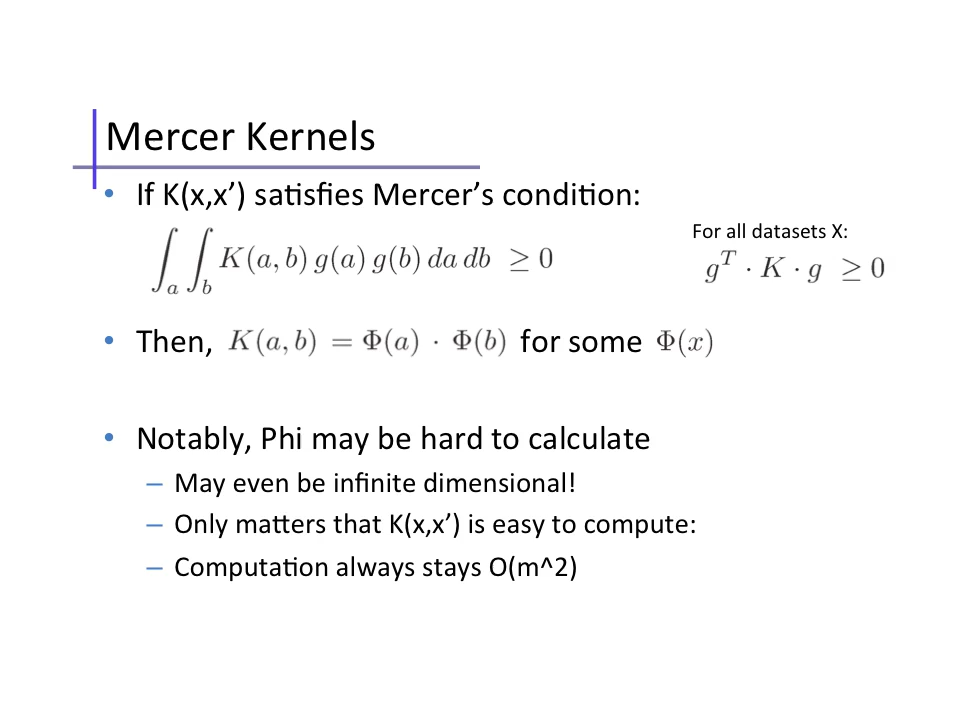 Mercer Kernels
• If K(x,x’) satisfies Mercer’s condition:
∫_a ∫_b K(a, b) g(a) g(b) da db ≥ 0
For all datasets X:
g^T · K · g ≥ 0
• Then, K(a, b) = Φ(a) · Φ(b) for some Φ(x)
• Notably, Phi may be hard to calculate
– May even be infinite dimensional!
– Only matters that K(x,x’) is easy to compute:
– Computation always stays O(m^2)